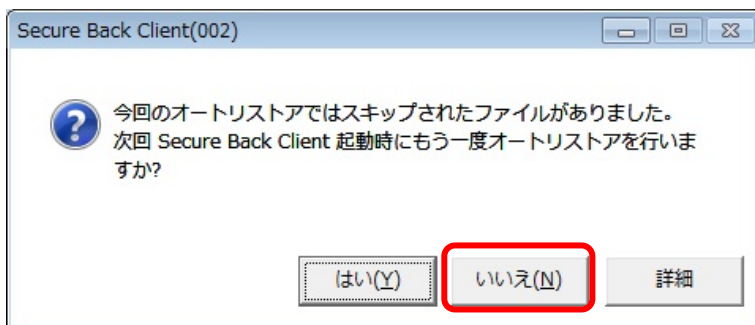 Secure Back Client(002)
今回のオートリストアではスキップされたファイルがありました。
次回 Secure Back Client 起動時にもう一度オートリストアを行いま
すか?
はい(Y) いいえ(N) 詳細